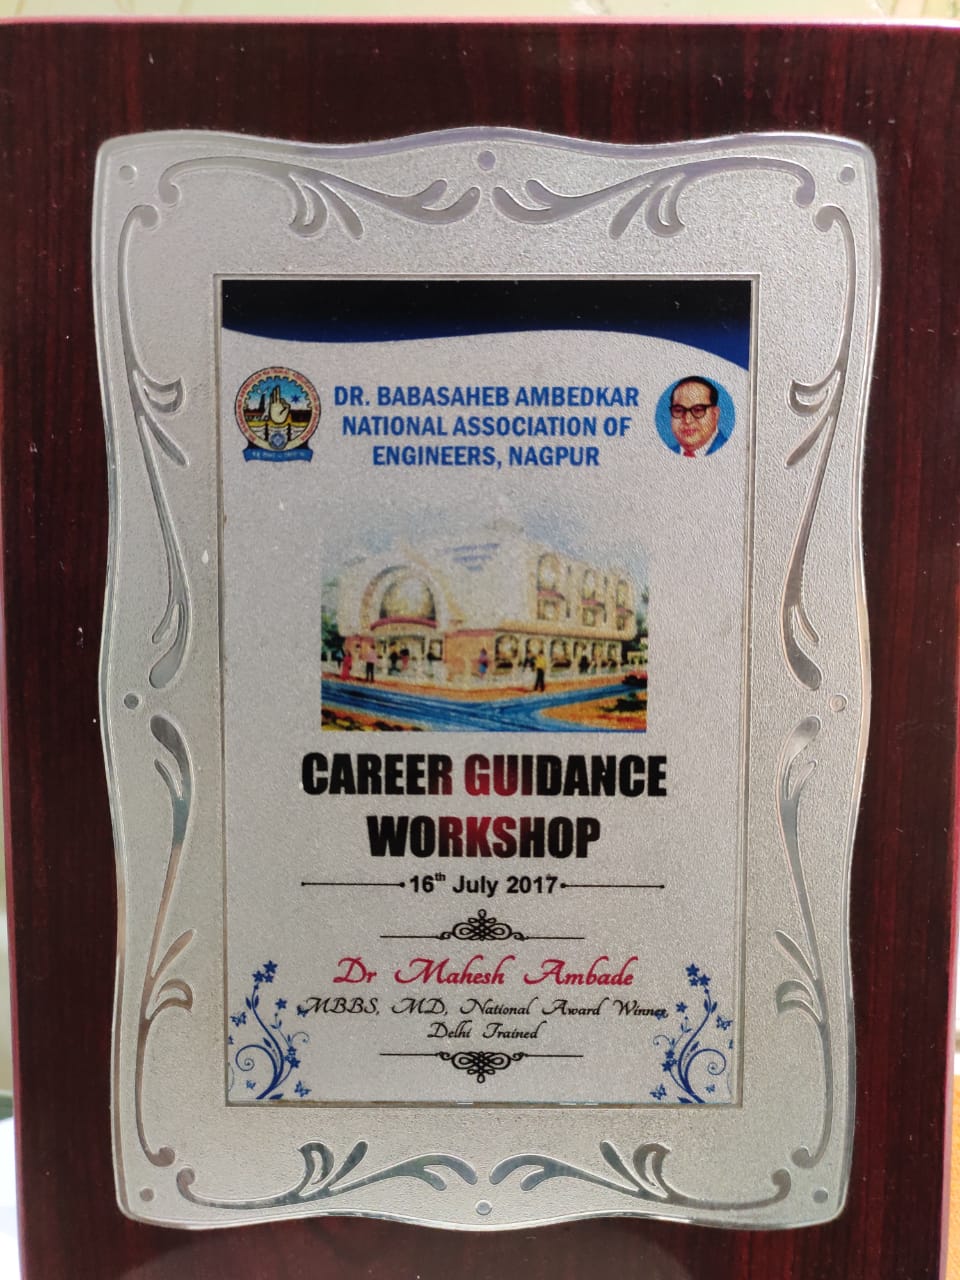 DR. BABASAHEB AMBEDKAR
NATIONAL ASSOCIATION OF
ENGINEERS, NAGPUR
CAREER GUIDANCE
WORKSHOP
16th July 2017
Dr Mahesh Ambade
MBBS, MD, National Award Winner,
Delhi Trained